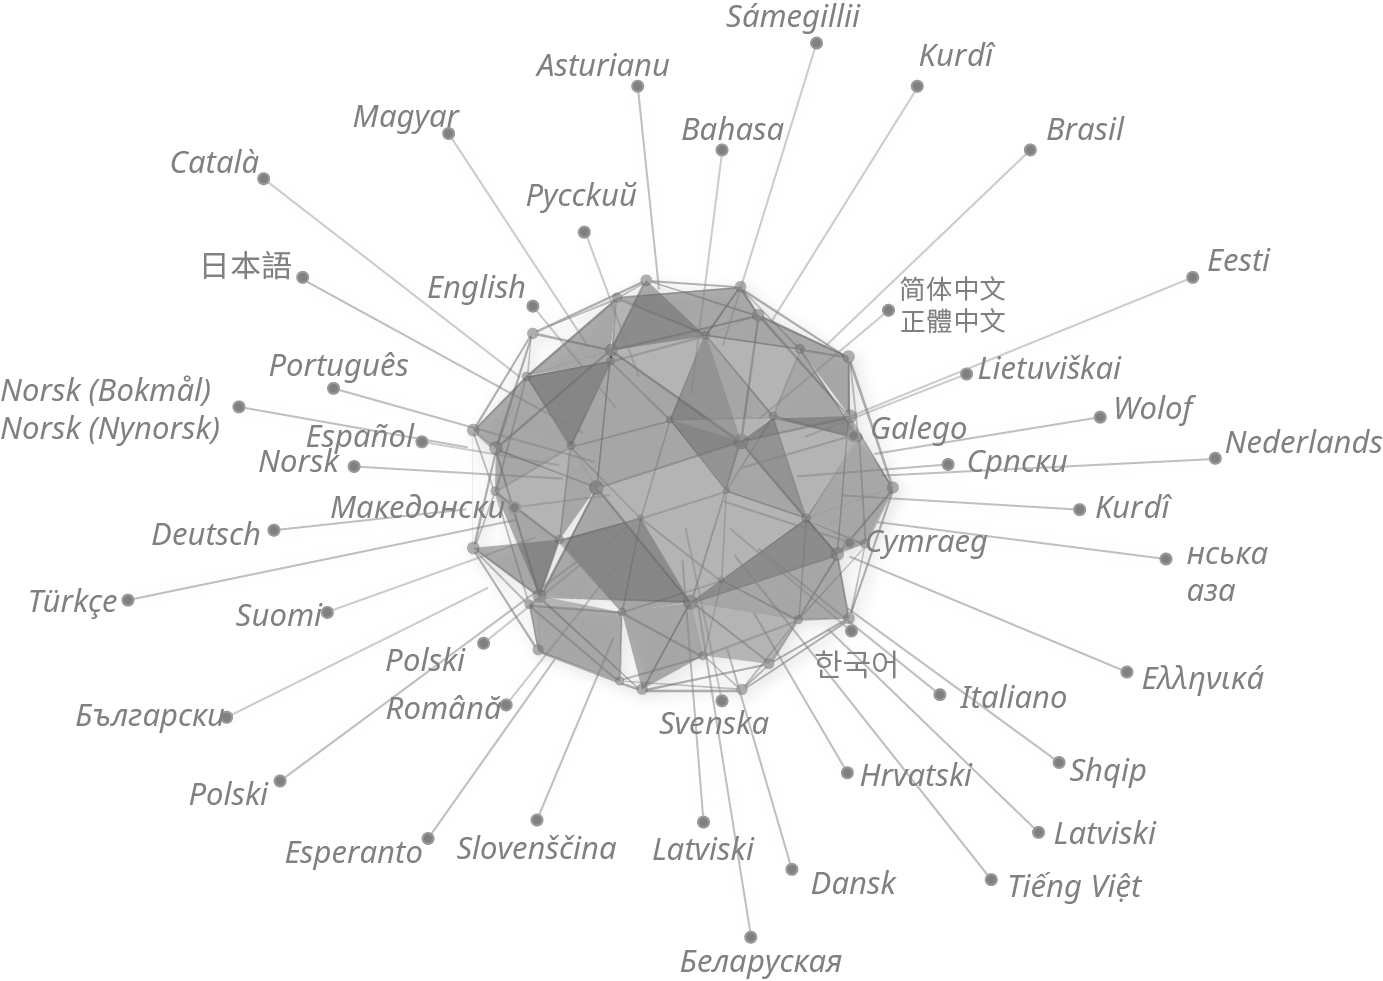 Sámegillii
Kurdî
Asturianu
Magyar
Bahasa
Brasil
Català
Русский
日本語
Eesti
English
简体中文
正體中文
Português
Lietuviškai
Norsk (Bokmål)
Norsk (Nynorsk)
Wolof
Español
Galego
Nederlands
Norsk
Српски
Македонски
Kurdî
Deutsch
Cymraeg
нська
аза
Türkçe
Suomi
Polski
한국어
Ελληνικά
Български
Română
Svenska
Italiano
Polski
Hrvatski
Shqip
Esperanto
Slovenščina
Latviski
Latviski
Dansk
Tiếng Việt
Беларуская